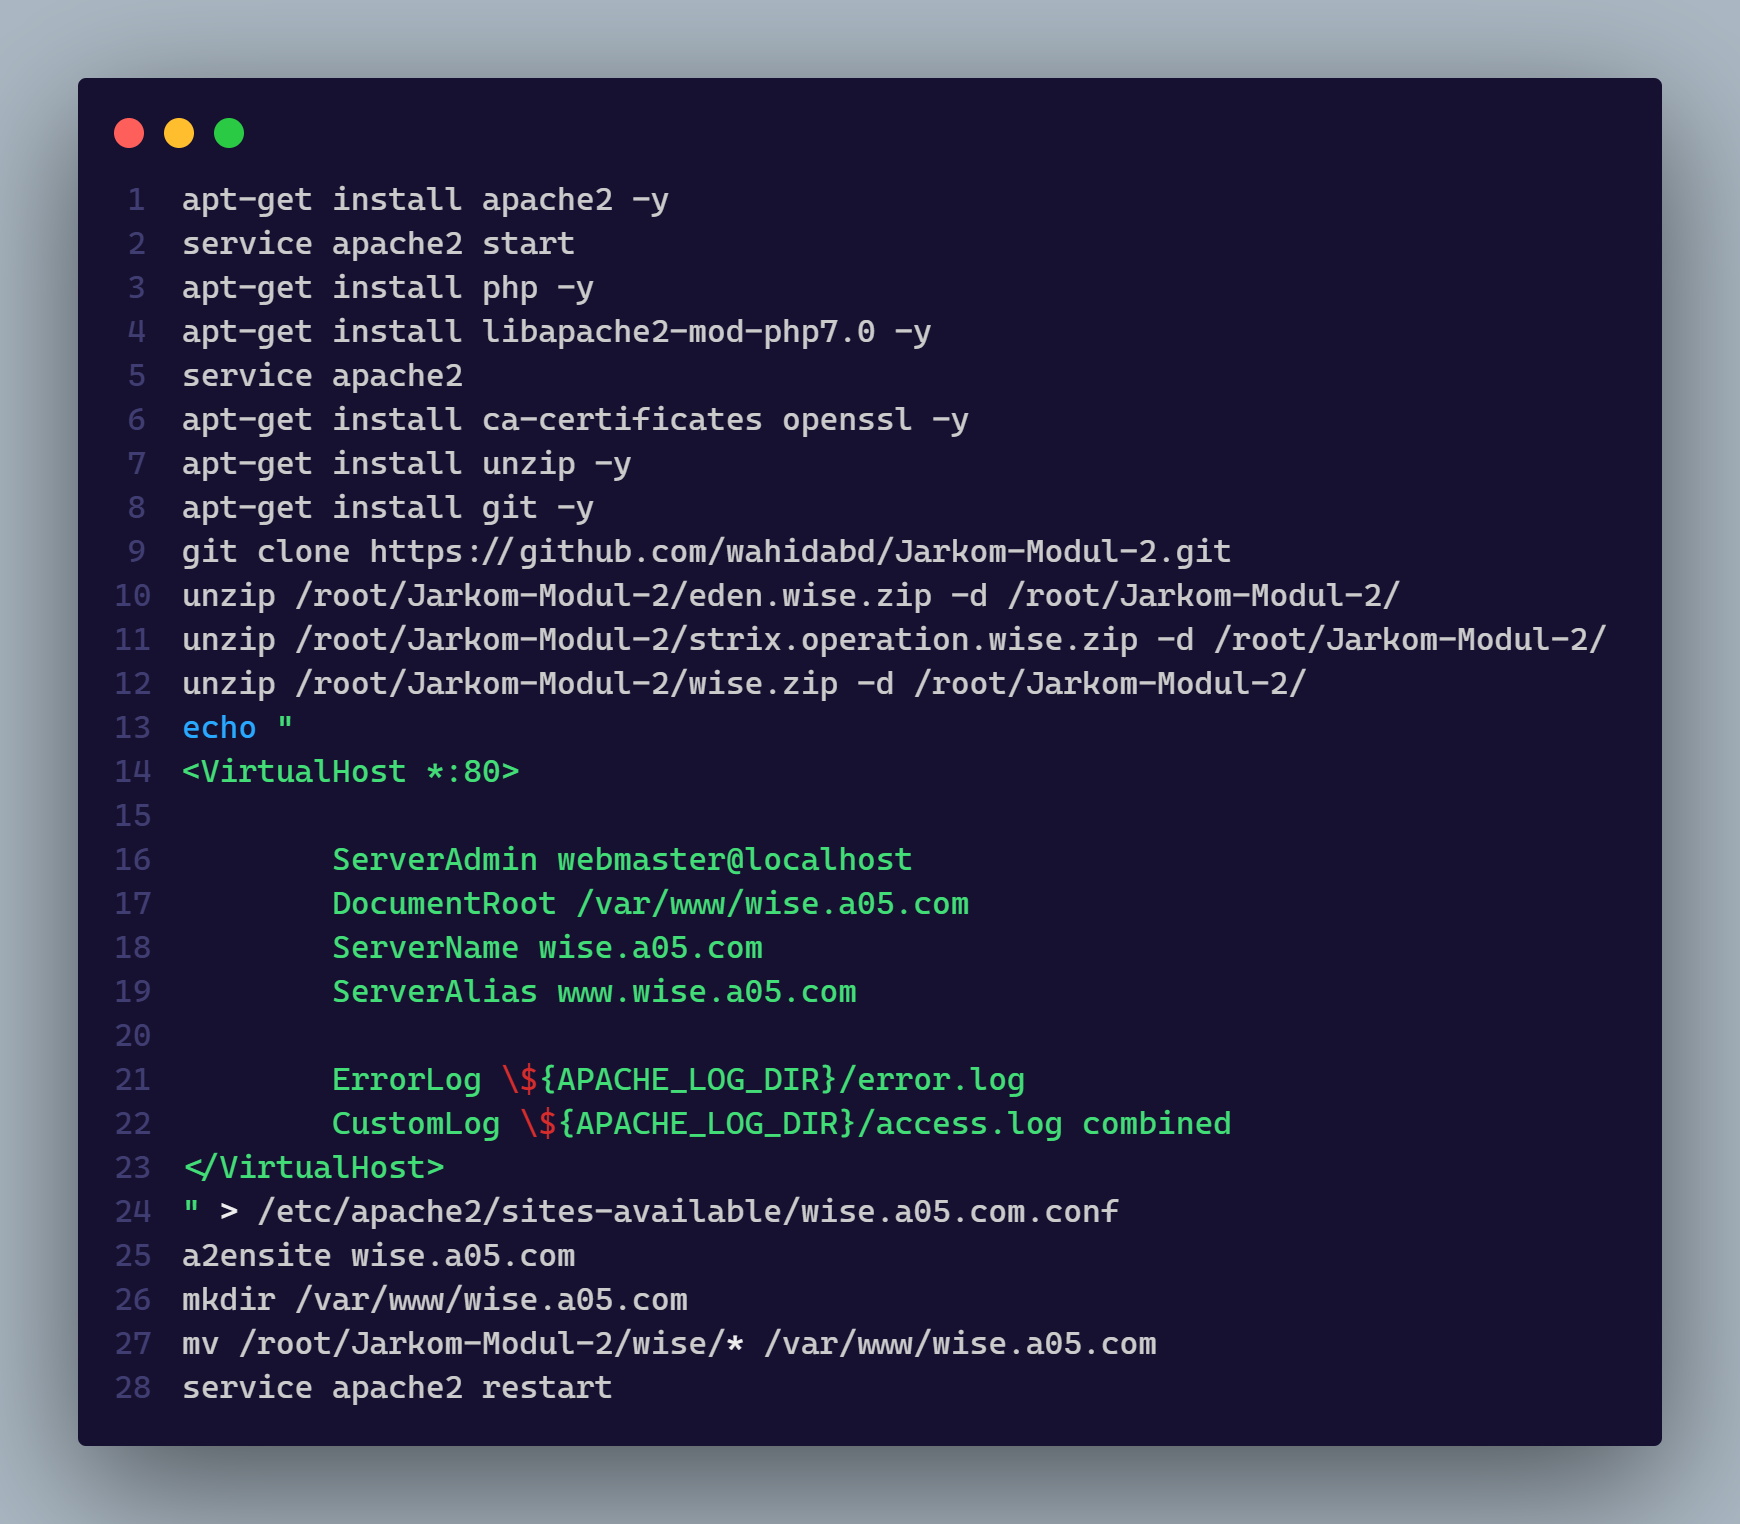 1 apt-get install apache2 -y
2 service apache2 start
3 apt-get install php -y
4 apt-get install libapache2-mod-php7.0 -y
5 service apache2
6 apt-get install ca-certificates openssl -y
7 apt-get install unzip -y
8 apt-get install git -y
9 git clone https://github.com/wahidabd/Jarkom-Modul-2.git
10 unzip /root/Jarkom-Modul-2/eden.wise.zip -d /root/Jarkom-Modul-2/
11 unzip /root/Jarkom-Modul-2/strix.operation.wise.zip -d /root/Jarkom-Modul-2/
12 unzip /root/Jarkom-Modul-2/wise.zip -d /root/Jarkom-Modul-2/
13 echo "
14 <VirtualHost *:80>
15
16         ServerAdmin webmaster@localhost
17         DocumentRoot /var/www/wise.a05.com
18         ServerName wise.a05.com
19         ServerAlias www.wise.a05.com
20
21         ErrorLog \${APACHE_LOG_DIR}/error.log
22         CustomLog \${APACHE_LOG_DIR}/access.log combined
23 </VirtualHost>
24 " > /etc/apache2/sites-available/wise.a05.com.conf
25 a2ensite wise.a05.com
26 mkdir /var/www/wise.a05.com
27 mv /root/Jarkom-Modul-2/wise/* /var/www/wise.a05.com
28 service apache2 restart